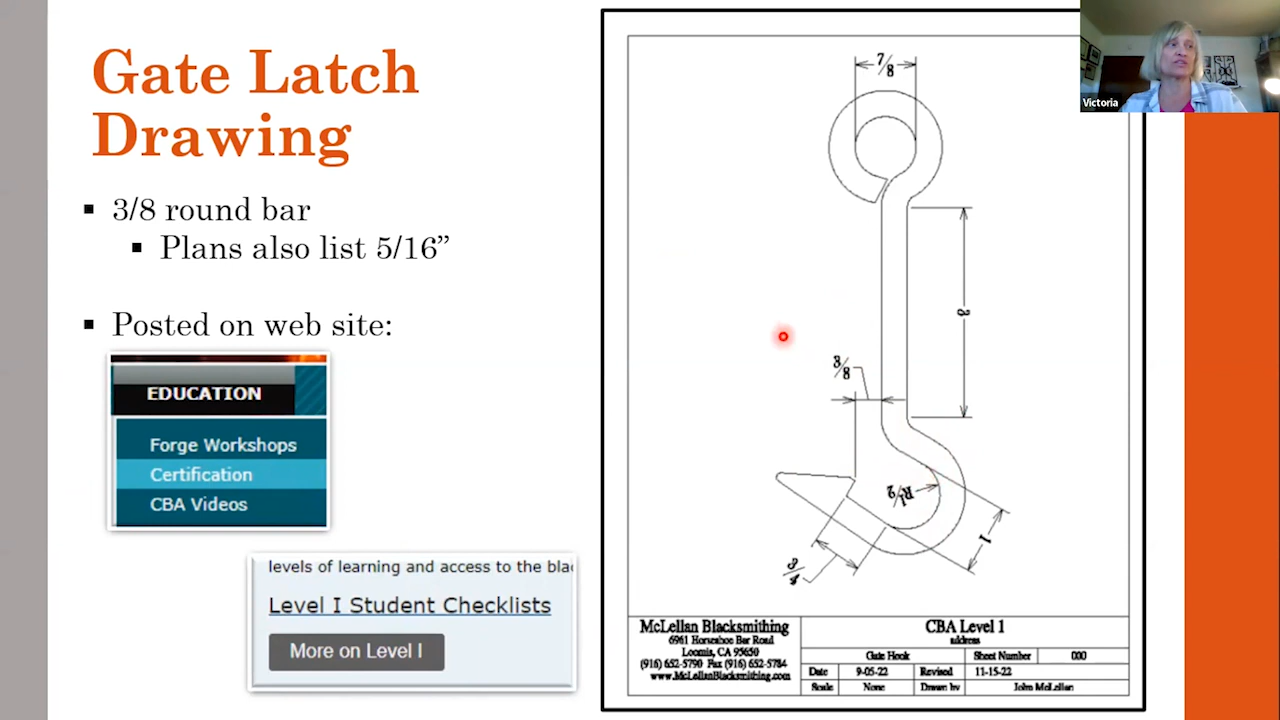 Gate Latch
Drawing
▪ 3/8 round bar
▪ Plans also list 5/16”
▪ Posted on web site:
EDUCATION
Forge Workshops
Certification
CBA Videos
levels of learning and access to the
Level I Student Checklists
More on Level I
7/8
3
3/8
R1/2
1
3/4
McLellan Blacksmithing
6961 Horseshoe Bar Road
Loomis, CA 95650
(916) 652-5790 Fax (916) 652-5784
www.McLellanBlacksmithing.com
CBA Level 1
address
Gate Hook Sheet Number 000
Date 9-05-22 Revised 11-15-22
Scale None Drawn by John McLellan
Victoria